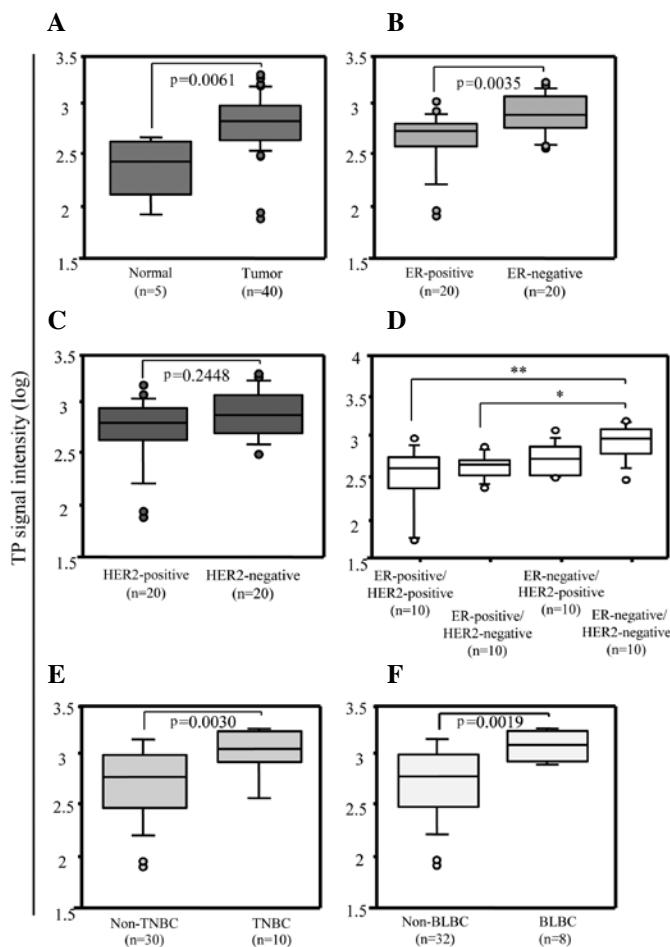 A
B
3.5
3
2.5
2
1.5
p=0.0061
Normal
(n=5)
Tumor
(n=40)
3.5
3
2.5
2
1.5
p=0.0035
ER-positive
(n=20)
ER-negative
(n=20)
C
D
3.5
3
2.5
2
1.5
p=0.2448
HER2-positive
(n=20)
HER2-negative
(n=20)
4
3.5
3
2.5
2
1.5
**
*
ER-positive/
HER2-positive
(n=10)
ER-positive/
HER2-negative
(n=10)
ER-negative/
HER2-positive
(n=10)
ER-negative/
HER2-negative
(n=10)
TP signal intensity (log)
E
F
3.5
3
2.5
2
1.5
p=0.0030
Non-TNBC
(n=30)
TNBC
(n=10)
3.5
3
2.5
2
1.5
p=0.0019
Non-BLBC
(n=32)
BLBC
(n=8)